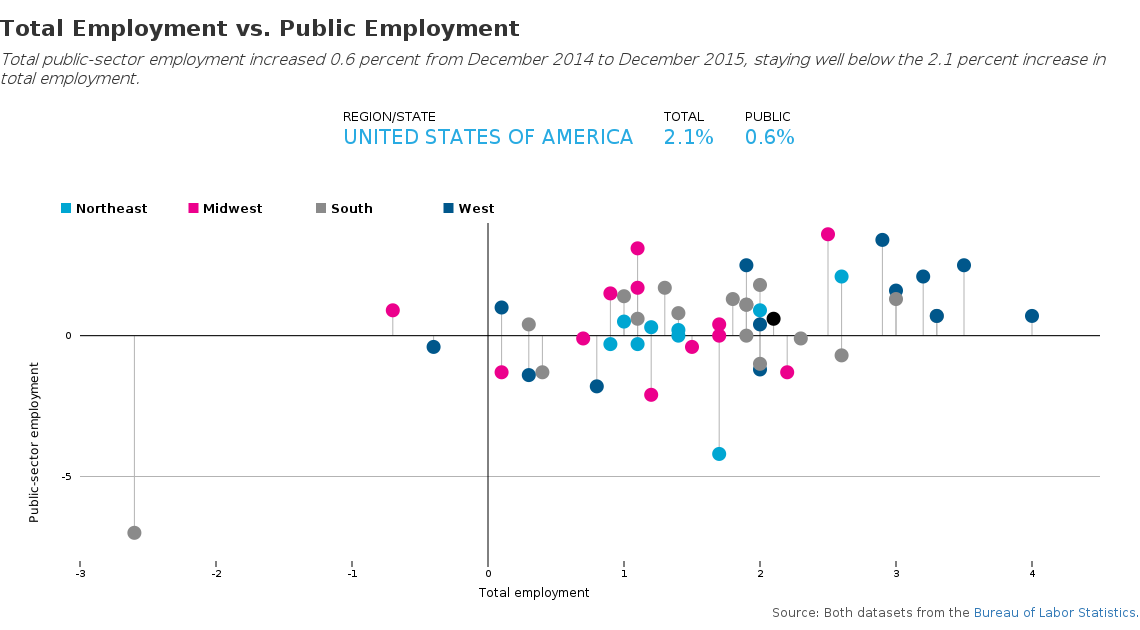 Total Employment vs. Public Employment
Total public-sector employment increased 0.6 percent from December 2014 to December 2015, staying well below the 2.1 percent increase in
total employment.
REGION/STATE TOTAL PUBLIC
UNITED STATES OF AMERICA 2.1% 0.6%
Northeast Midwest South West
0
-5
Public-sector employment
-3 -2 -1 0 1 2 3 4
Total employment
Source: Both datasets from the Bureau of Labor Statistics.